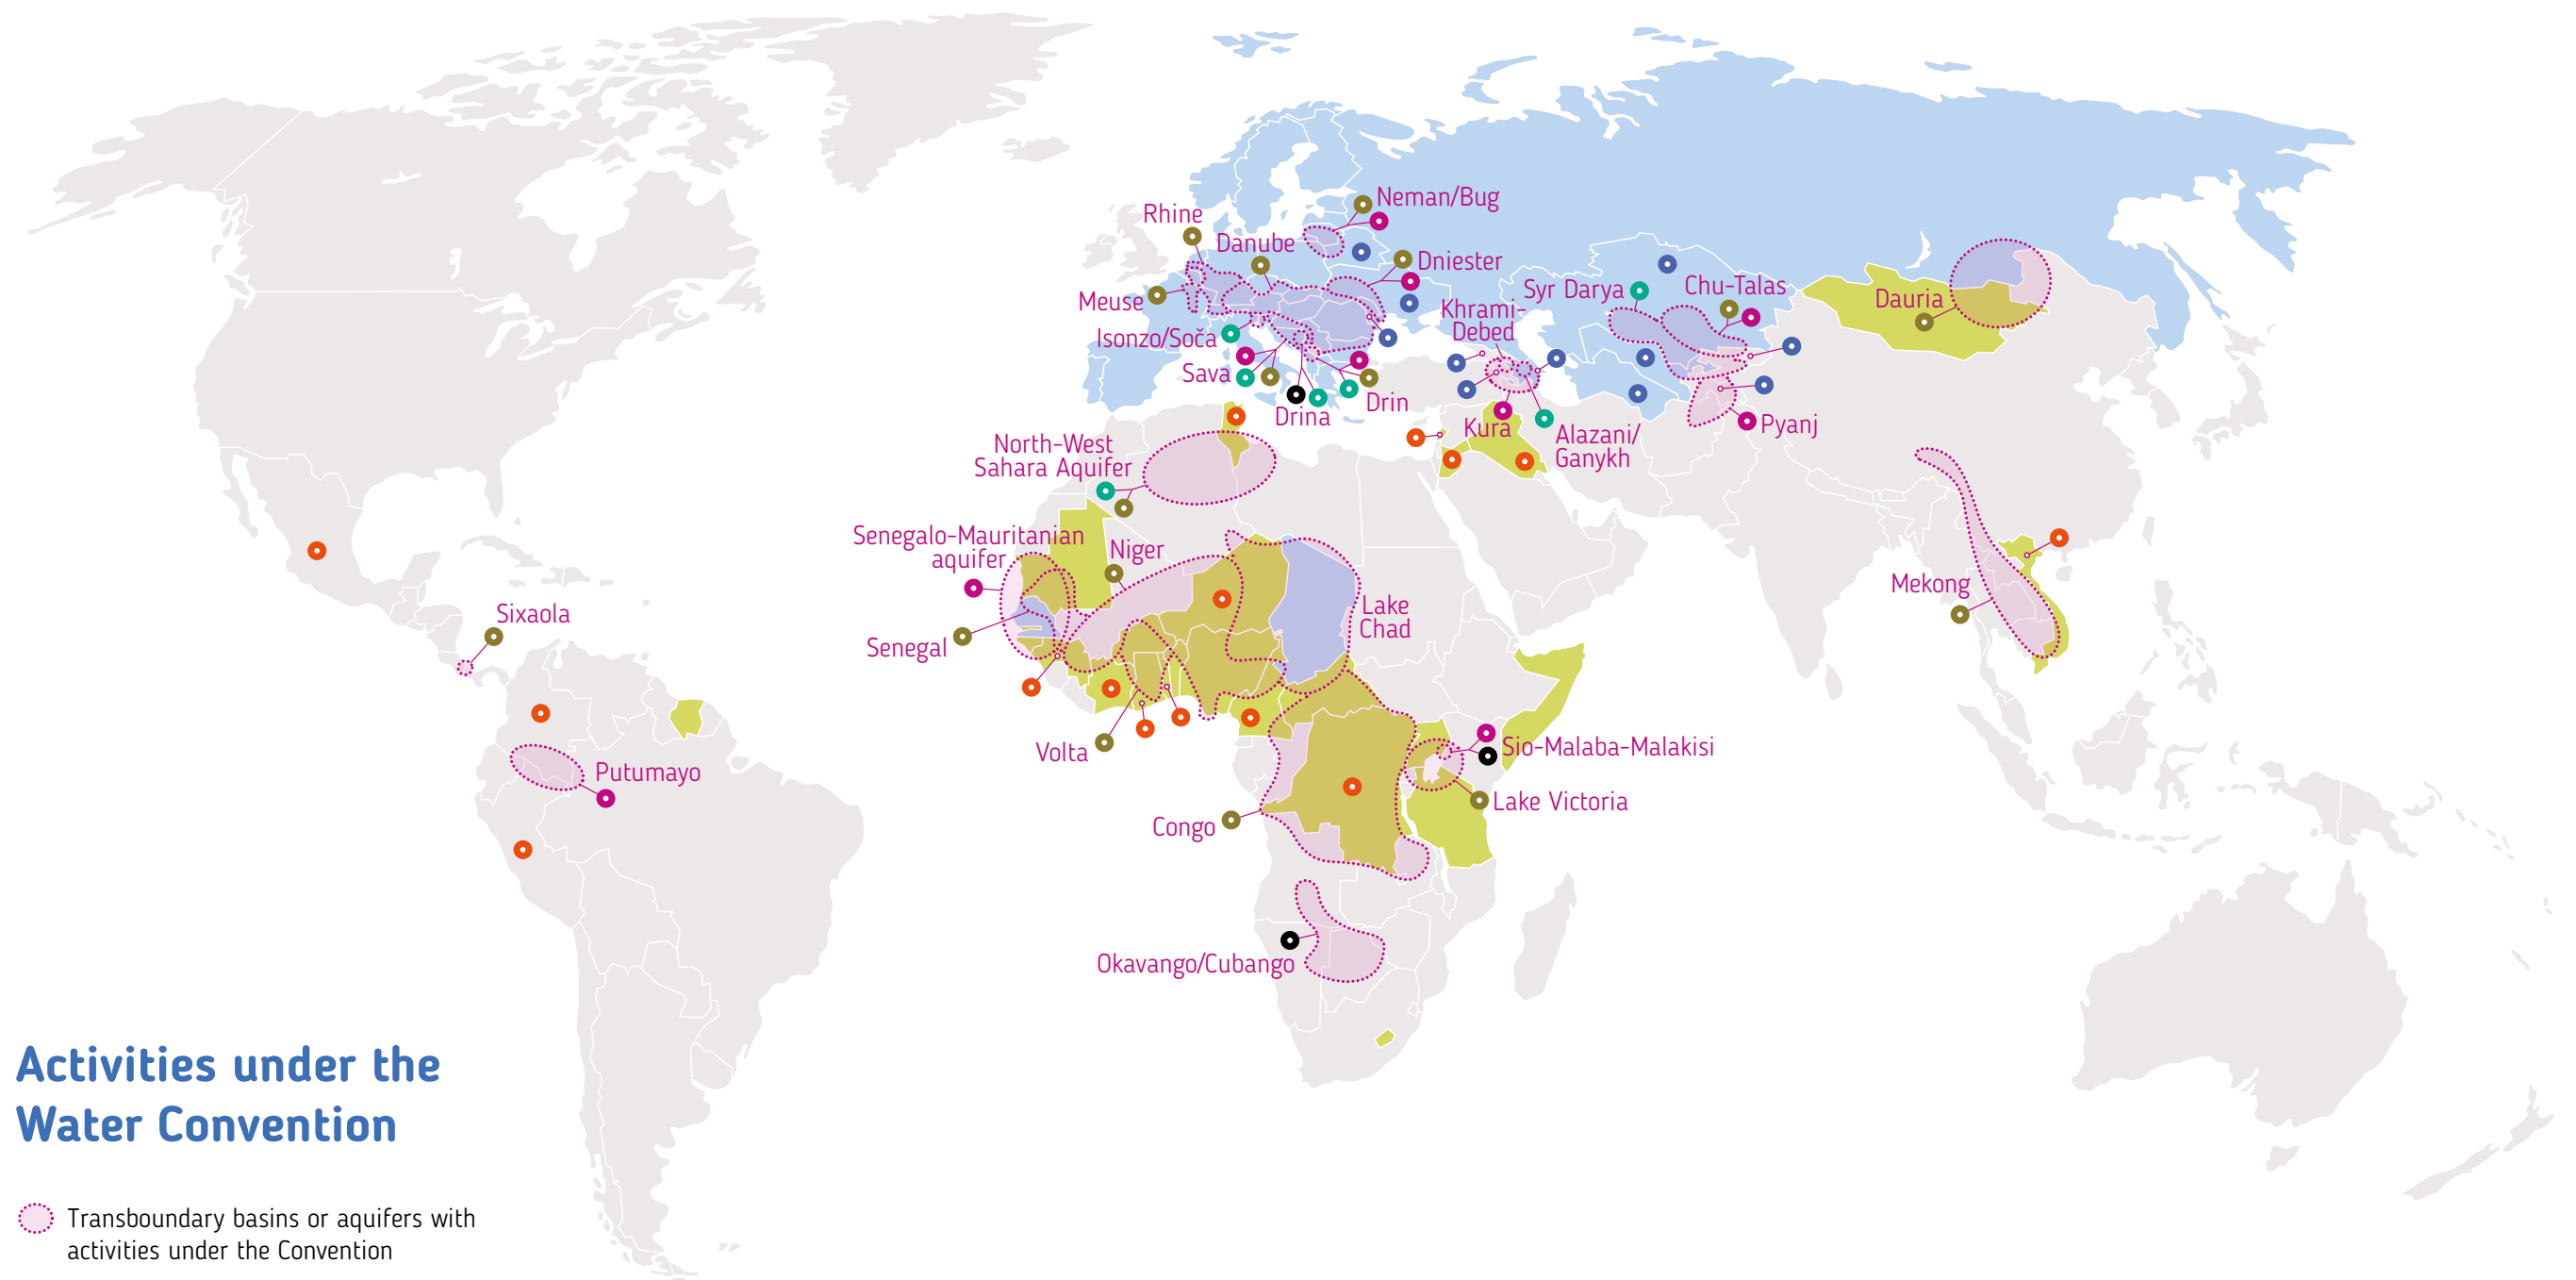 Neman/Bug
Rhine
Danube
Dniester
Meuse
Syr Darya
Chu-Talas
Dauria
Khrami-
Debed
Isonzo/Soča
Sava
Drina
Drin
Kura
Alazani/
Ganykh
Pyanj
North-West
Sahara Aquifer
Senegalo-Mauritanian
aquifer
Niger
Mekong
Lake
Chad
Sixaola
Senegal
Volta
Sio-Malaba-Malakisi
Putumayo
Lake Victoria
Congo
Okavango/Cubango
Activities under the
Water Convention
Transboundary basins or aquifers with
activities under the Convention